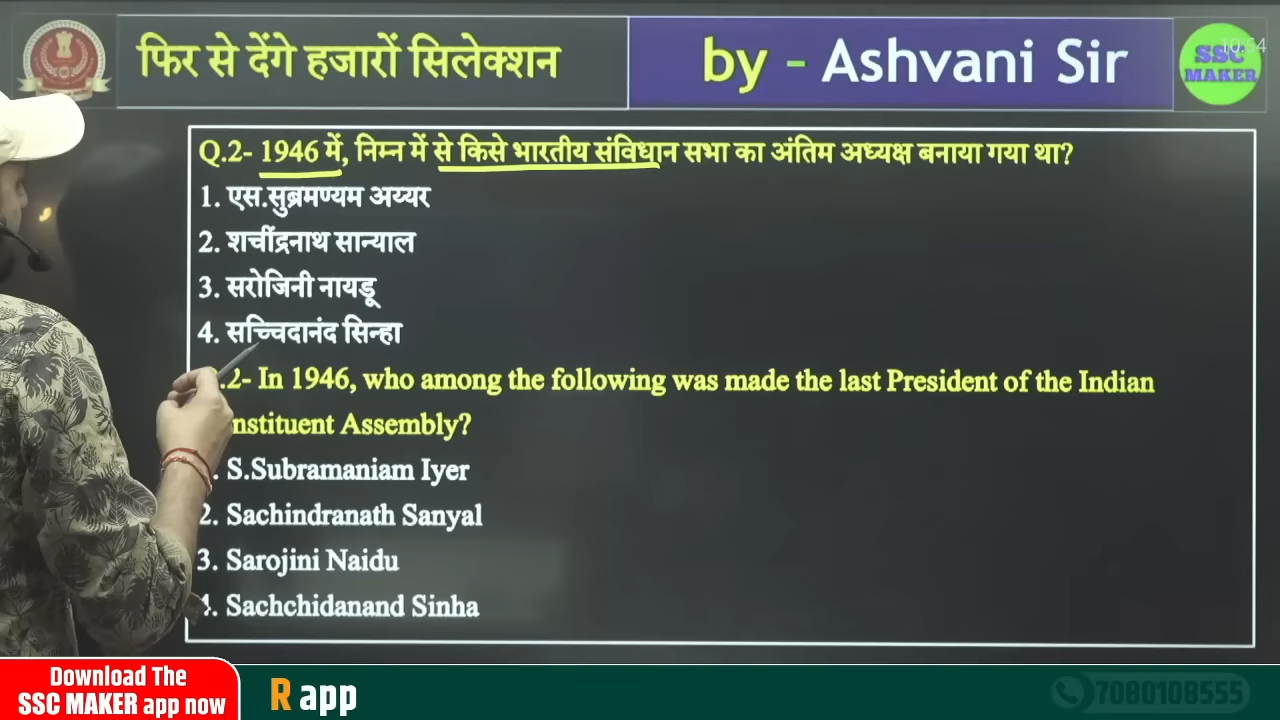 फिर से देंगे हजारों सिलेक्शन
by - Ashvani Sir
10:54
SSC
MAKER
Q.2- 1946 में, निम्न में से किसे भारतीय संविधान सभा का अंतिम अध्यक्ष बनाया गया था?
1. एस.सुब्रमण्यम अय्यर
2. शचींद्रनाथ सान्याल
3. सरोजिनी नायडू
4. सच्चिदानंद सिन्हा
.2- In 1946, who among the following was made the last President of the Indian
nstituent Assembly?
. S.Subramaniam Iyer
2. Sachindranath Sanyal
3. Sarojini Naidu
4. Sachchidanand Sinha
Download The
SSC MAKER app now
R app
7080108555